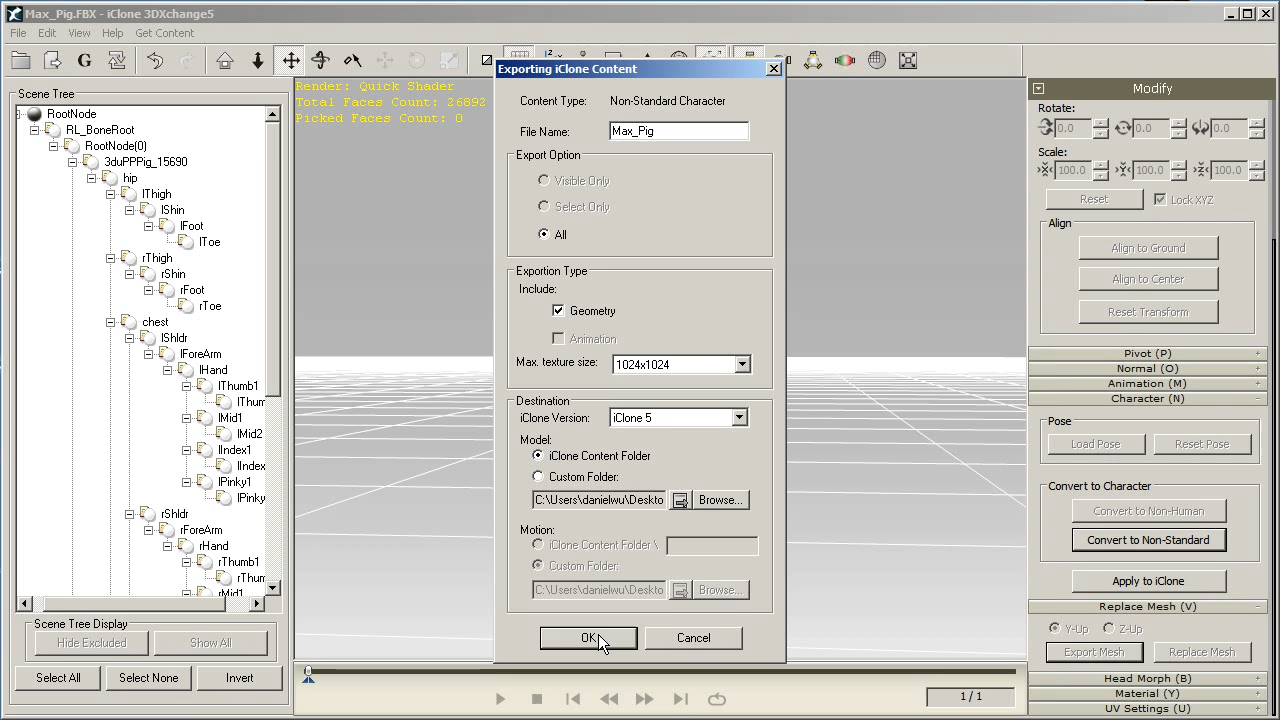 Max_Pig.FBX - iClone 3DXchange5
File Edit View Help Get Content
Scene Tree
RootNode
RL_BoneRoot
RootNode(0)
3duPPPig_15690
hip
lThigh
lShin
lFoot
lToe
rThigh
rShin
rFoot
rToe
chest
lShldr
lForeArm
lHand
lThumb1
lThum
lMid1
lMid2
lIndex1
lIndex
lPinky1
lPinky
rShldr
rForeArm
rHand
rThumb1
rThum
rMid1
Scene Tree Display
Hide Excluded Show All
Select All Select None Invert
Render: Quick Shader
Total Faces Count: 26892
Picked Faces Count: 0
Exporting iClone Content
Content Type: Non-Standard Character
File Name: Max_Pig
Export Option
Visible Only
Select Only
All
Exportion Type
Include:
Geometry
Animation
Max. texture size: 1024x1024
Destination
iClone Version: iClone 5
Model:
iClone Content Folder
Custom Folder:
C:\Users\danielwu\Deskto Browse...
Motion:
iClone Content Folder \
Custom Folder:
C:\Users\danielwu\Deskto Browse...
OK Cancel
1 / 1
Modify
Rotate:
0.0 0.0 0.0
Scale:
100.0 100.0 100.0
Reset Lock XYZ
Align
Align to Ground
Align to Center
Reset Transform
Pivot (P)
Normal (O)
Animation (M)
Character (N)
Pose
Load Pose Reset Pose
Convert to Character
Convert to Non-Human
Convert to Non-Standard
Apply to iClone
Replace Mesh (V)
Y-Up Z-Up
Export Mesh Replace Mesh
Head Morph (B)
Material (Y)
UV Settings (U)